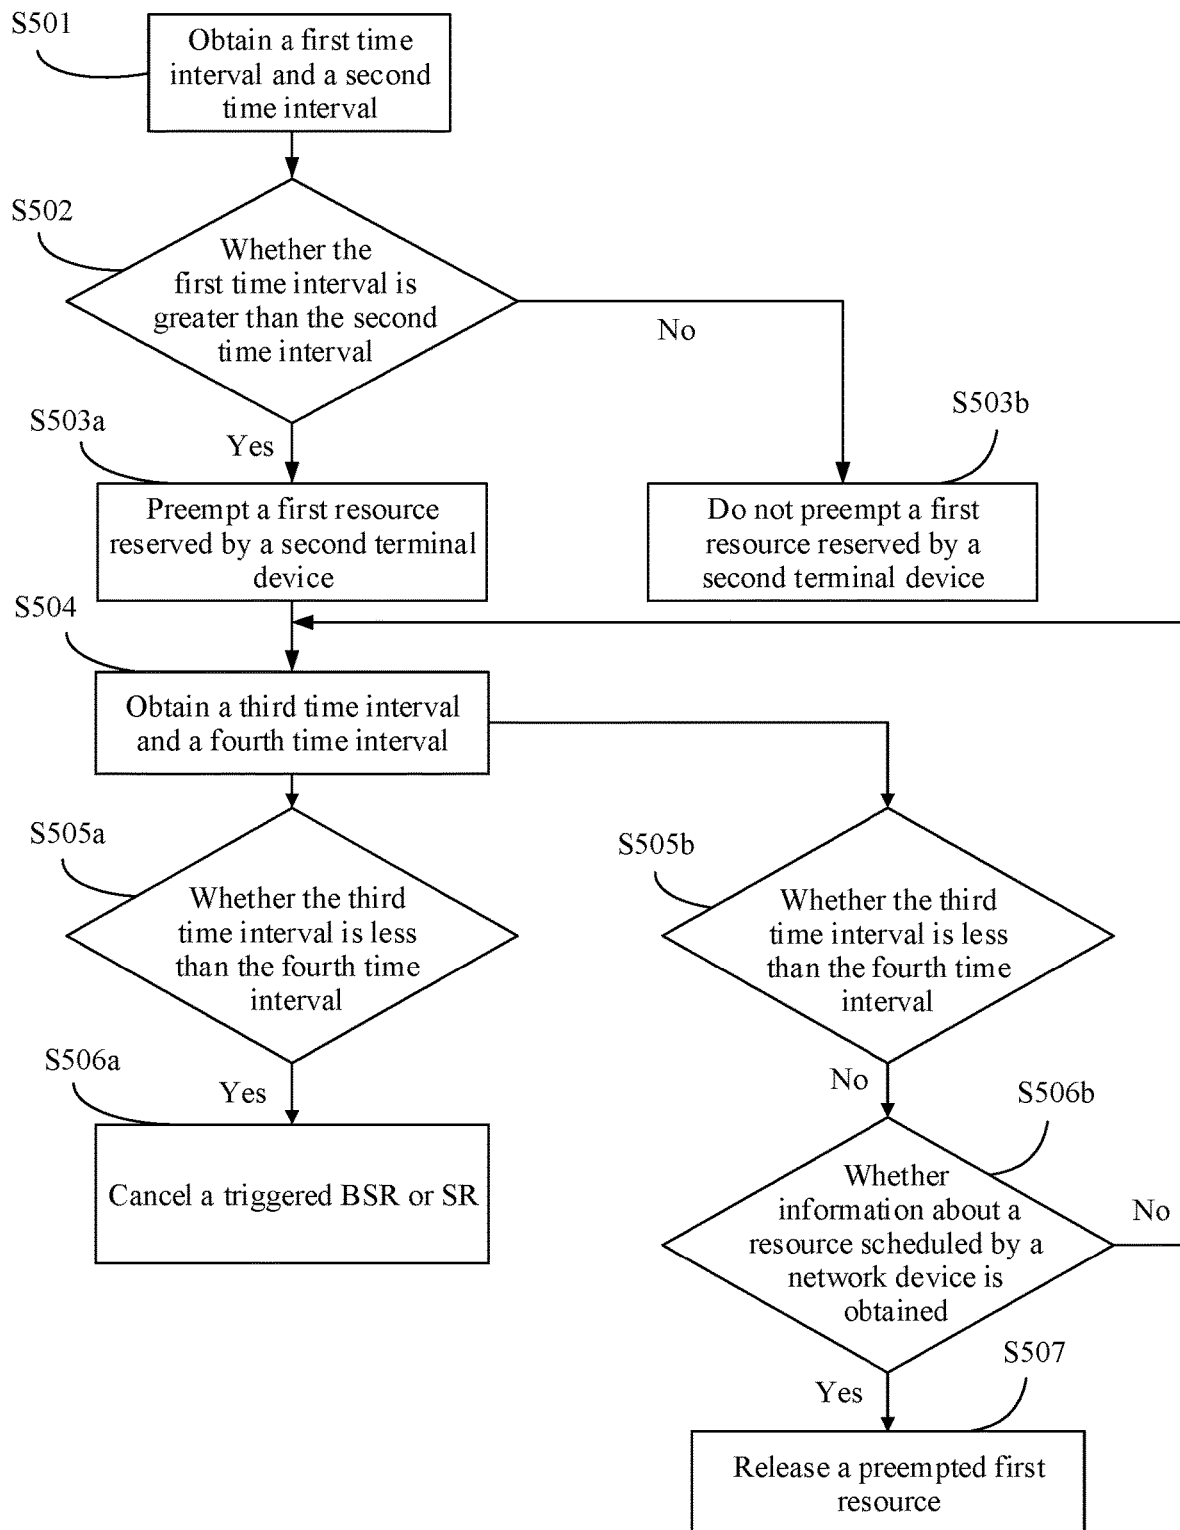 S501
Obtain a first time
interval and a second
time interval
S502
Whether the
first time interval is
greater than the second
time interval
No
S503a
Yes
S503b
Preempt a first resource
reserved by a second terminal
device
Do not preempt a first
resource reserved by a
second terminal device
S504
Obtain a third time interval
and a fourth time interval
S505a
Whether the third
time interval is less
than the fourth time
interval
S505b
Whether the third
time interval is less
than the fourth time
interval
S506a
Yes
Cancel a triggered BSR or SR
No
S506b
Whether
information about a
resource scheduled by a
network device is
obtained
No
Yes
S507
Release a preempted first
resource